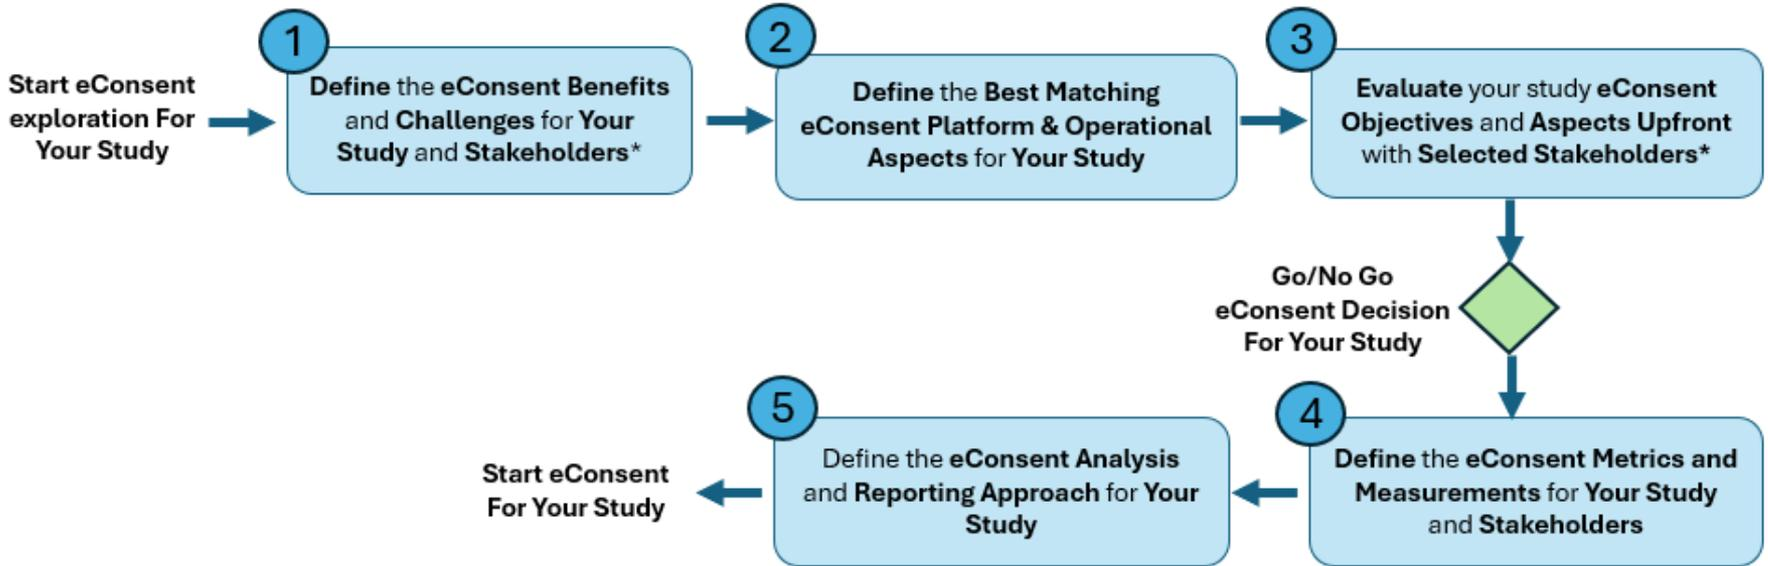 Start eConsent
exploration For
Your Study
1
Define the eConsent Benefits
and Challenges for Your
Study and Stakeholders*
2
Define the Best Matching
eConsent Platform & Operational
Aspects for Your Study
3
Evaluate your study eConsent
Objectives and Aspects Upfront
with Selected Stakeholders*
Go/No Go
eConsent Decision
For Your Study
4
Define the eConsent Metrics and
Measurements for Your Study
and Stakeholders
5
Define the eConsent Analysis
and Reporting Approach for Your
Study
Start eConsent
For Your Study